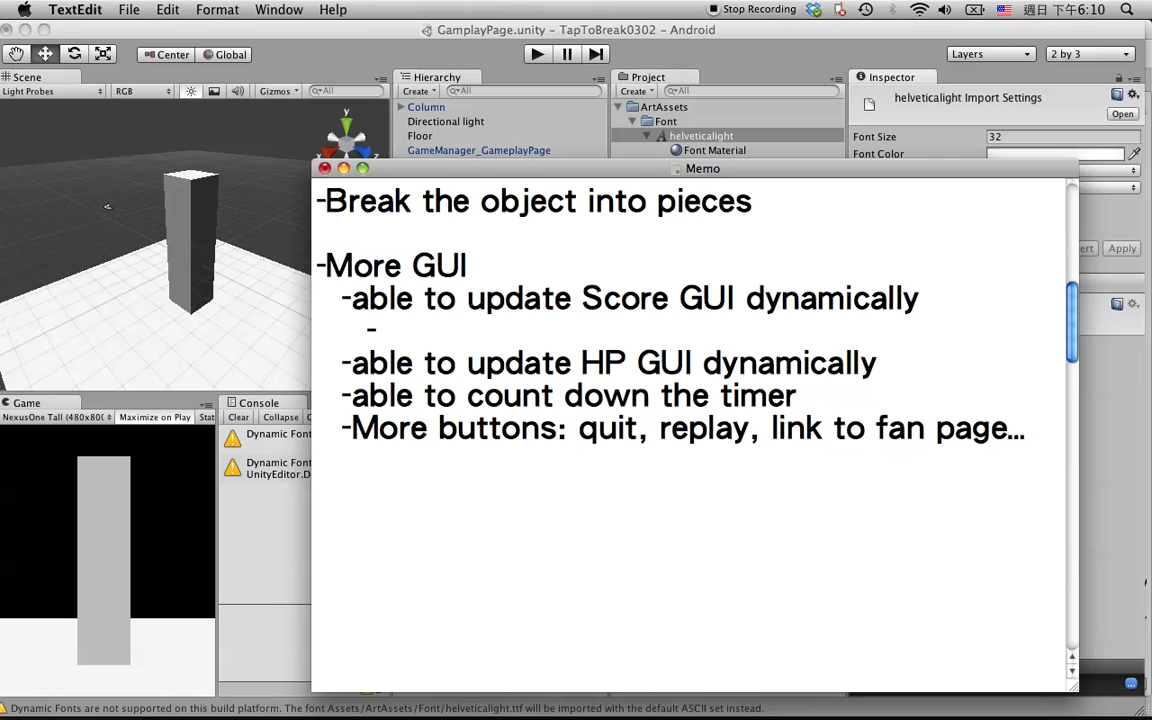 TextEdit File Edit Format Window Help Stop Recording 週日 下午6:10
GamplayPage.unity - TapToBreak0302 - Android
Center Global Layers 2 by 3
Scene Hierarchy Project Inspector
Light Probes RGB Gizmos All Create All Create All helveticalight Import Settings
Open
Column
Directional light
Floor
GameManager_GameplayPage
ArtAssets
Font
helveticalight
Font Material
Font Size 32
Font Color
y
Memo
-Break the object into pieces
-More GUI
-able to update Score GUI dynamically
-
-able to update HP GUI dynamically
-able to count down the timer
-More buttons: quit, replay, link to fan page...
Apply
Game Console
NexusOne Tall (480x80 Maximize on Play Stat Clear Collapse
Dynamic Font
Dynamic Font
UnityEditor.D
Dynamic Fonts are not supported on this build platform. The font Assets/ArtAssets/Font/helveticalight.ttf will be imported with the default ASCII set instead.